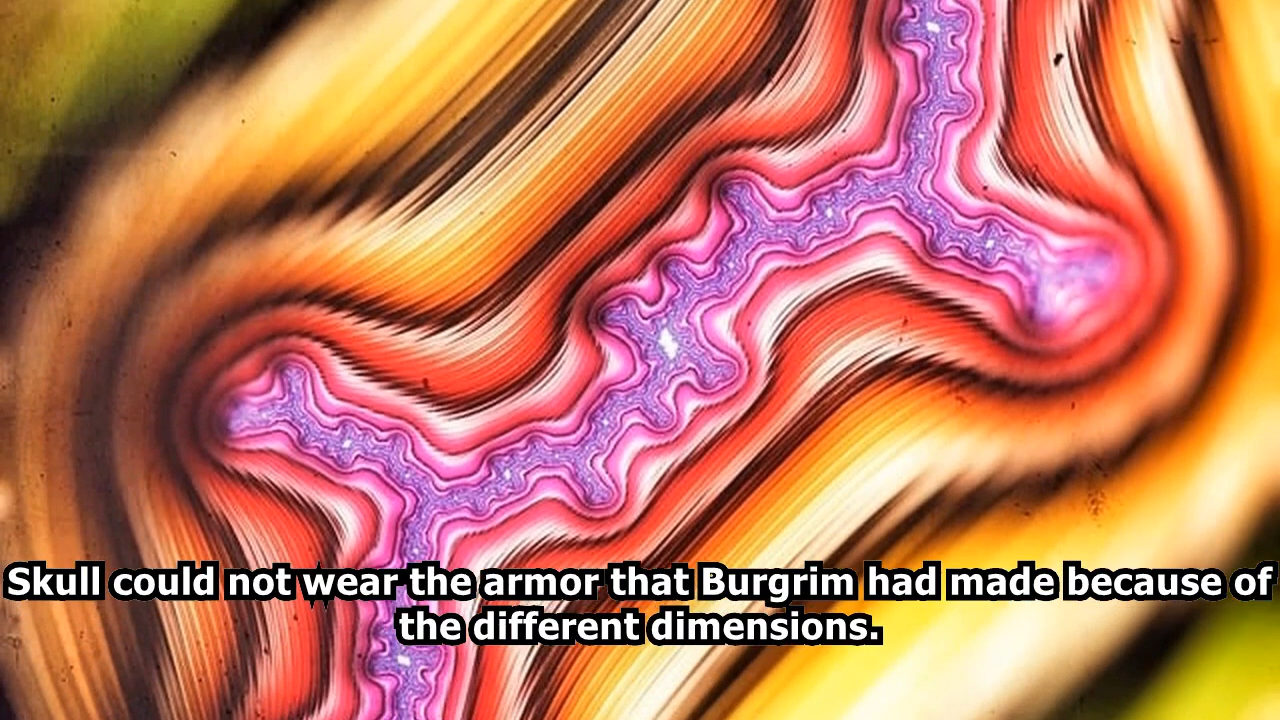 Skull could not wear the armor that Burgrim had made because of
the different dimensions.